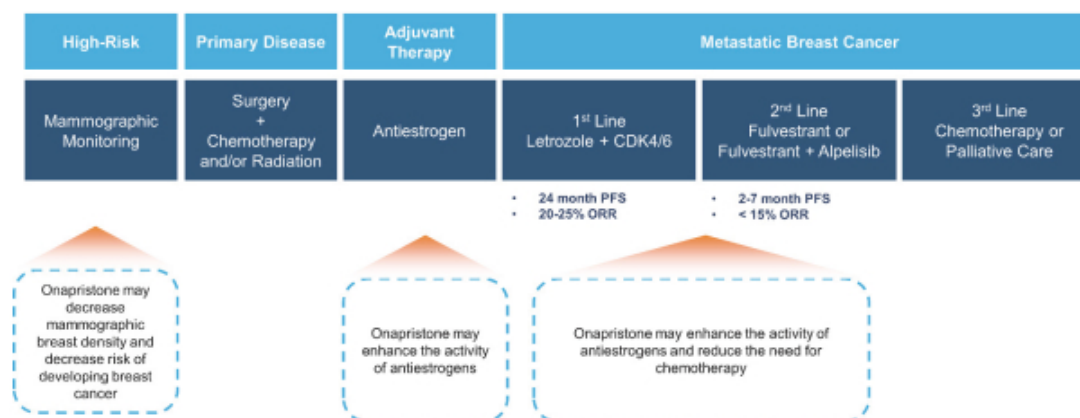 High-Risk
Primary Disease
Adjuvant
Therapy
Metastatic Breast Cancer
Mammographic
Monitoring
Surgery
+
Chemotherapy
and/or Radiation
Antiestrogen
1st Line
Letrozole + CDK4/6
2nd Line
Fulvestrant or
Fulvestrant + Alpelisib
3rd Line
Chemotherapy or
Palliative Care
• 24 month PFS
• 20-25% ORR
• 2-7 month PFS
• < 15% ORR
Onapristone may
decrease
mammographic
breast density and
decrease risk of
developing breast
cancer
Onapristone may
enhance the activity
of antiestrogens
Onapristone may enhance the activity of
antiestrogens and reduce the need for
chemotherapy